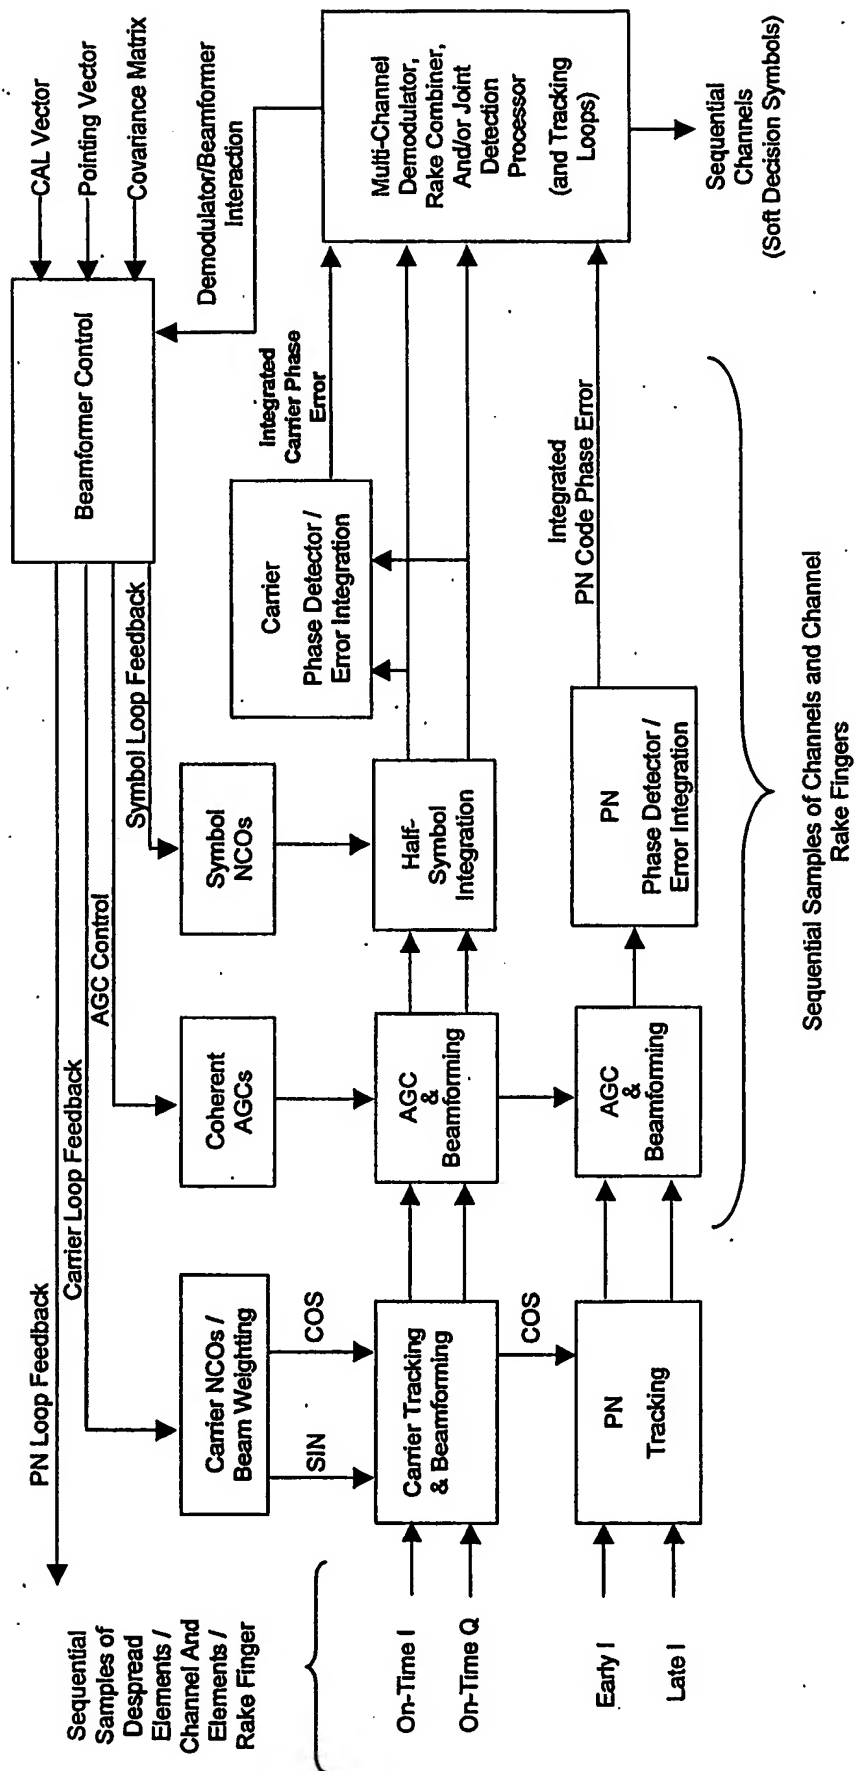 CAL Vector
Pointing Vector
Covariance Matrix
Beamformer Control
Demodulator/Beamformer
Interaction
PN Loop Feedback
Carrier Loop Feedback
AGC Control
Symbol Loop Feedback
Sequential
Samples of
Despread
Elements /
Channel And
Elements /
Rake Finger
Carrier NCOs /
Beam Weighting
SIN
COS
Coherent
AGCs
Symbol
NCOs
Carrier
Phase Detector /
Error Integration
Integrated
Carrier Phase
Error
Multi-Channel
Demodulator,
Rake Combiner,
And/or Joint
Detection
Processor
(and Tracking
Loops)
On-Time I
On-Time Q
Carrier Tracking
& Beamforming
AGC
&
Beamforming
Half-
Symbol
Integration
COS
Early I
Late I
PN
Tracking
AGC
&
Beamforming
PN
Phase Detector /
Error Integration
Integrated
PN Code Phase Error
Sequential
Channels
(Soft Decision Symbols)
Sequential Samples of Channels and Channel
Rake Fingers